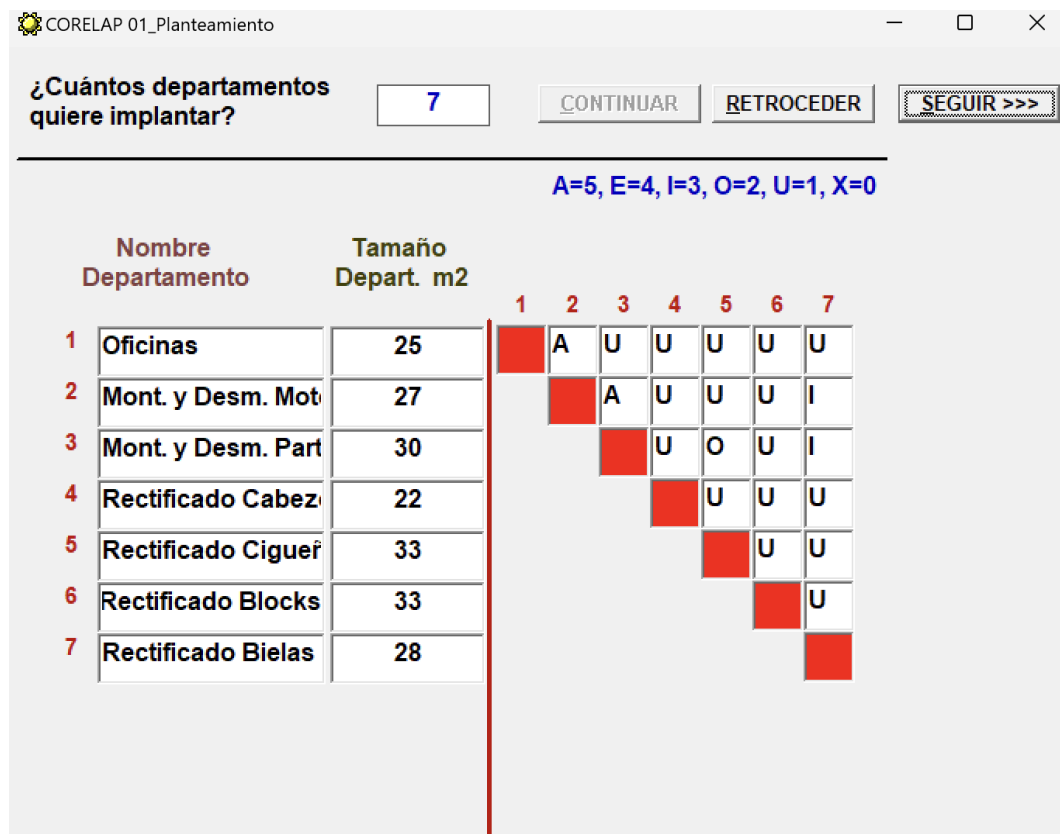 CORELAP 01_Planteamiento
¿Cuántos departamentos
quiere implantar?
7
CONTINUAR
RETROCEDER
SEGUIR >>>
A=5, E=4, I=3, O=2, U=1, X=0
Nombre
Departamento
Tamaño
Depart. m2
1 2 3 4 5 6 7
1 Oficinas 25 A U U U U U
2 Mont. y Desm. Mot 27 A U U U I
3 Mont. y Desm. Part 30 U O U I
4 Rectificado Cabez 22 U U U
5 Rectificado Cigueñ 33 U U
6 Rectificado Blocks 33 U
7 Rectificado Bielas 28